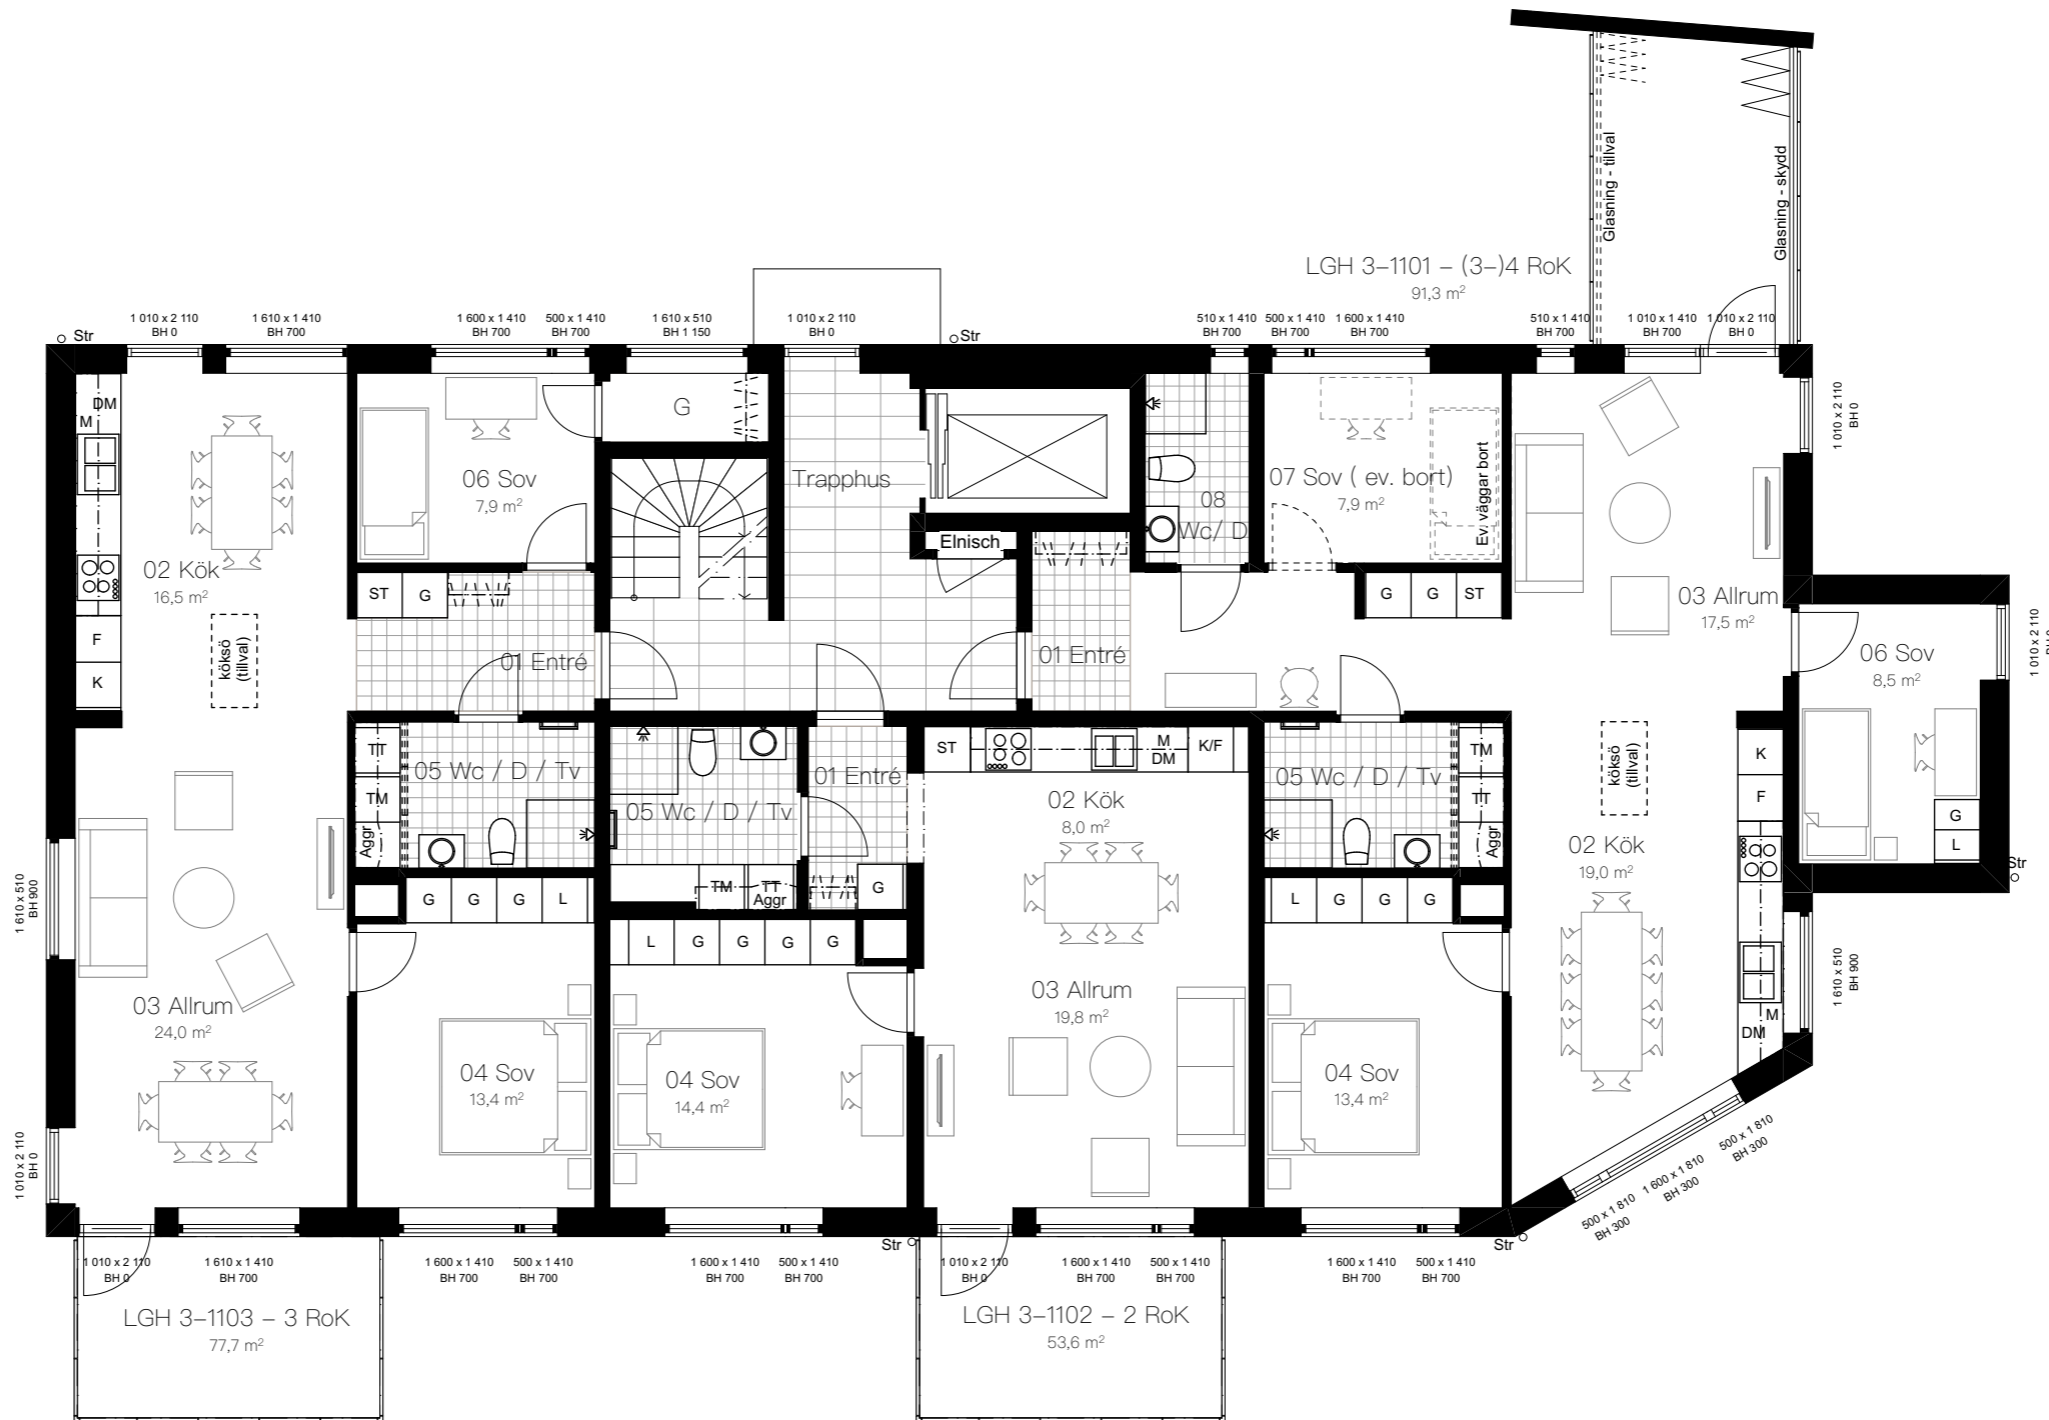 Glasning - tillval
Glasning - skydd
LGH 3-1101 - (3-)4 RoK
91,3 m²
Str
1 010 x 2 110
BH 0
1 610 x 1 410
BH 700
1 600 x 1 410
BH 700
500 x 1 410
BH 700
1 610 x 510
BH 1 150
1 010 x 2 110
BH 0
Str
510 x 1 410
BH 700
500 x 1 410
BH 700
1 600 x 1 410
BH 700
510 x 1 410
BH 700
1 010 x 1 410
BH 700
1 010 x 2 110
BH 0
1 010 x 2 110
BH 0
DM
M
G
06 Sov
7,9 m²
Trapphus
08
Wc/ D
07 Sov ( ev. bort)
7,9 m²
Ev. väggar bort
Elnisch
02 Kök
16,5 m²
ST
G
F
K
köksö
(tillval)
01 Entré
01 Entré
G
G
ST
03 Allrum
17,5 m²
06 Sov
8,5 m²
1 010 x 2 110
TT
TM
Aggr
05 Wc / D / Tv
05 Wc / D / Tv
TM
TT
Aggr
01 Entré
G
ST
M
DM
K/F
02 Kök
8,0 m²
05 Wc / D / Tv
TM
TT
Aggr
köksö
(tillval)
K
F
02 Kök
19,0 m²
G
L
Str
1 610 x 510
BH 900
G
G
G
L
L
G
G
G
G
L
G
G
G
03 Allrum
24,0 m²
03 Allrum
19,8 m²
1 610 x 510
BH 900
M
DM
04 Sov
13,4 m²
04 Sov
14,4 m²
04 Sov
13,4 m²
1 010 x 2 110
BH 0
500 x 1 810
BH 300
1 600 x 1 810
BH 300
500 x 1 810
BH 300
Str
Str
1 010 x 2 110
BH 0
1 610 x 1 410
BH 700
1 600 x 1 410
BH 700
500 x 1 410
BH 700
1 600 x 1 410
BH 700
500 x 1 410
BH 700
1 010 x 2 110
BH 0
1 600 x 1 410
BH 700
500 x 1 410
BH 700
1 600 x 1 410
BH 700
500 x 1 410
BH 700
LGH 3-1103 - 3 RoK
77,7 m²
LGH 3-1102 - 2 RoK
53,6 m²